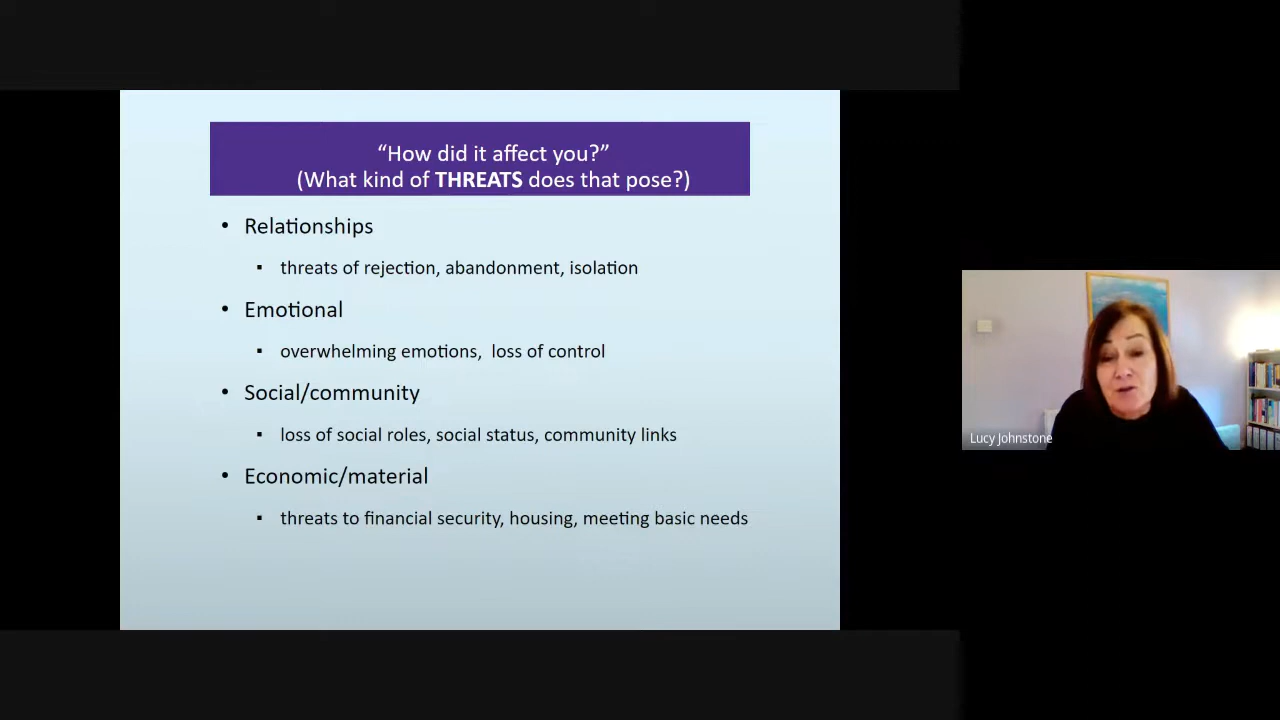 “How did it affect you?”
(What kind of THREATS does that pose?)
• Relationships
▪ threats of rejection, abandonment, isolation
• Emotional
▪ overwhelming emotions,  loss of control
• Social/community
▪ loss of social roles, social status, community links
• Economic/material
▪ threats to financial security, housing, meeting basic needs
Lucy Johnstone